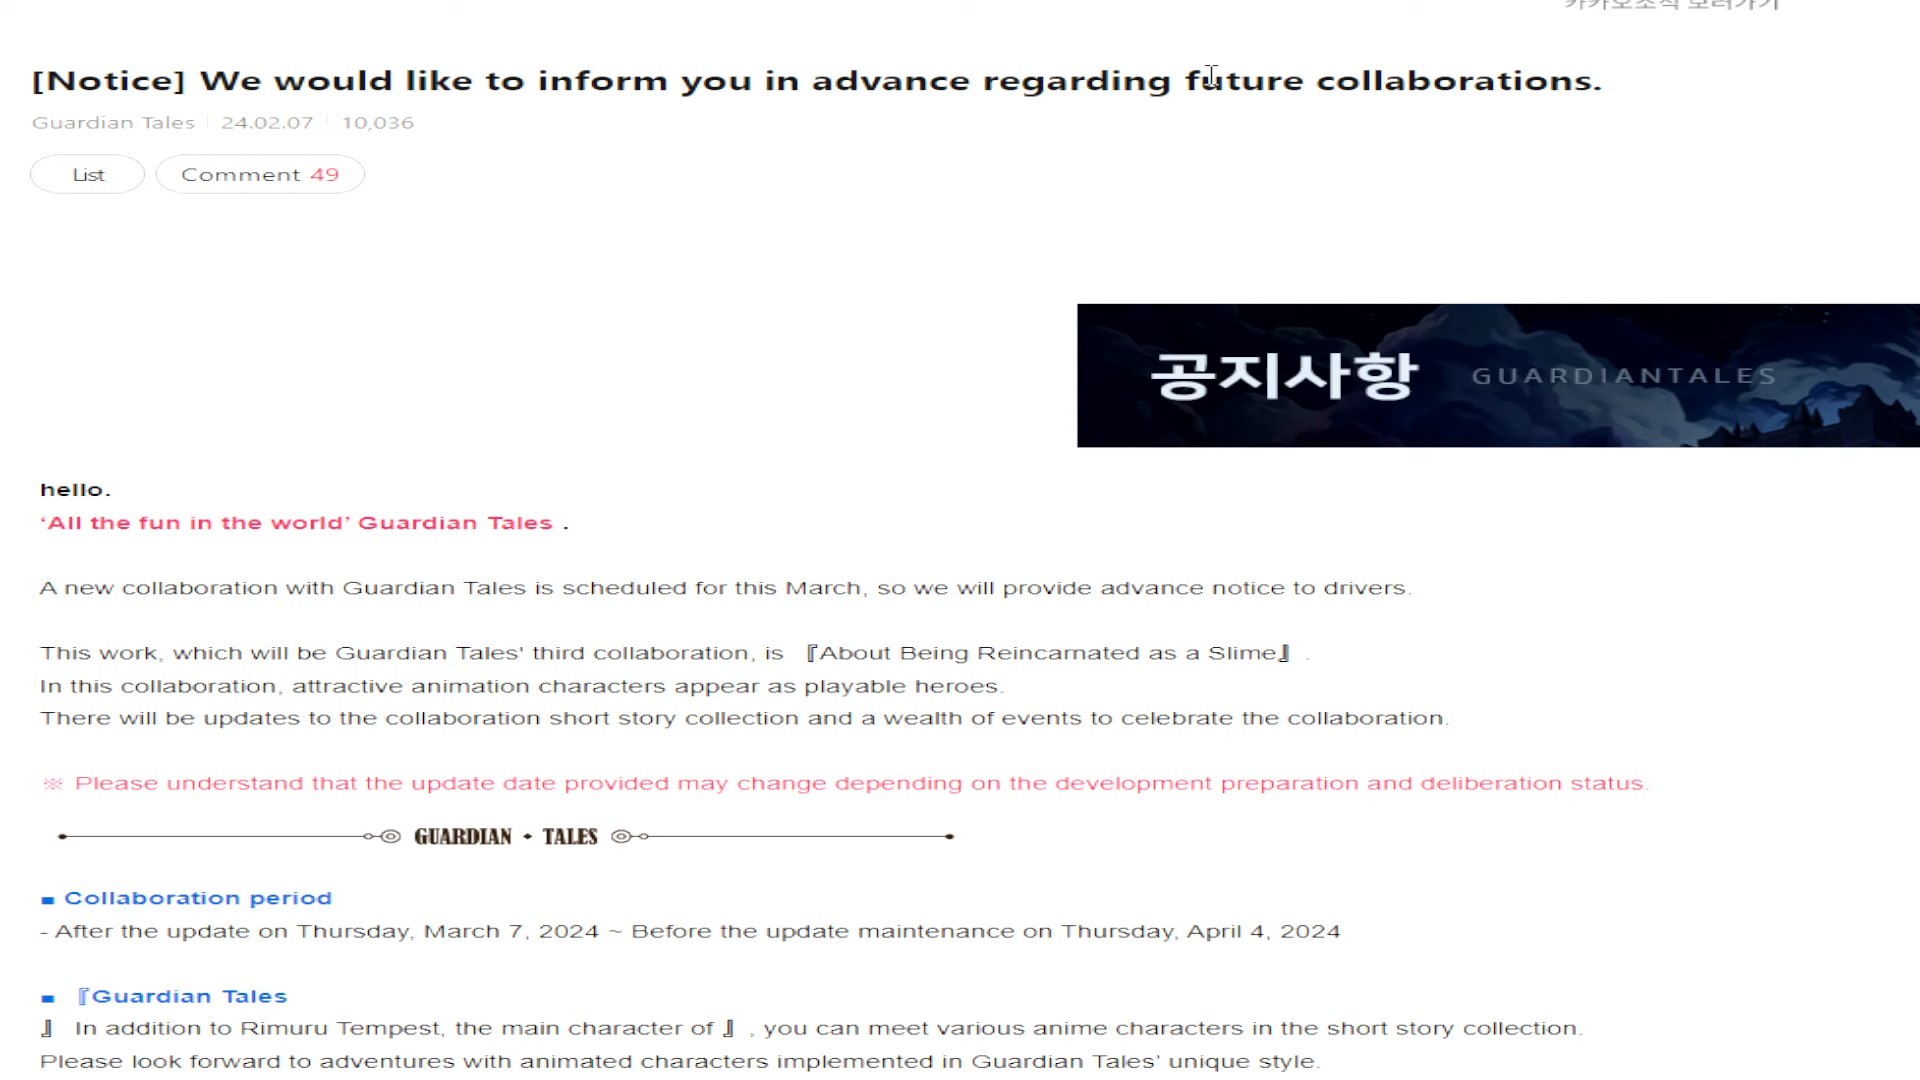 [Notice] We would like to inform you in advance regarding future collaborations.
Guardian Tales 24.02.07 10,036
List Comment 49
공지사항 GUARDIANTALES
hello.
‘All the fun in the world’ Guardian Tales .
A new collaboration with Guardian Tales is scheduled for this March, so we will provide advance notice to drivers.
This work, which will be Guardian Tales' third collaboration, is 『About Being Reincarnated as a Slime』 .
In this collaboration, attractive animation characters appear as playable heroes.
There will be updates to the collaboration short story collection and a wealth of events to celebrate the collaboration.
※ Please understand that the update date provided may change depending on the development preparation and deliberation status.
GUARDIAN ◆ TALES
■ Collaboration period
- After the update on Thursday, March 7, 2024 ~ Before the update maintenance on Thursday, April 4, 2024
■ 『Guardian Tales
』 In addition to Rimuru Tempest, the main character of 』 , you can meet various anime characters in the short story collection.
Please look forward to adventures with animated characters implemented in Guardian Tales’ unique style.